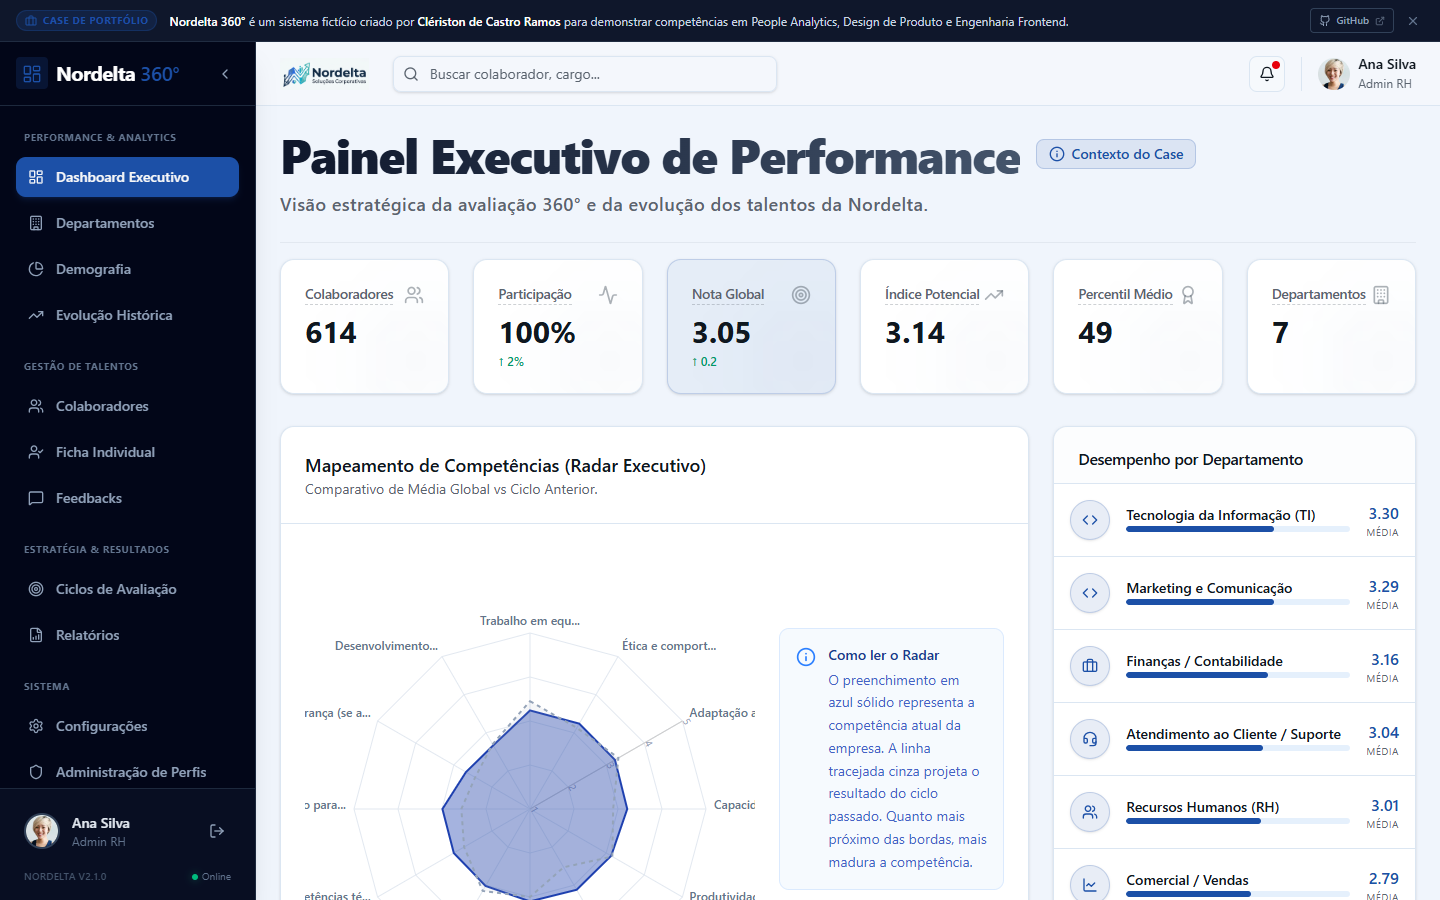 CASE DE PORTFÓLIO
Nordelta 360° é um sistema fictício criado por Clériston de Castro Ramos para demonstrar competências em People Analytics, Design de Produto e Engenharia Frontend.
GitHub
Nordelta 360°
Nordelta
Soluções Corporativas
Buscar colaborador, cargo...
Ana Silva
Admin RH
PERFORMANCE & ANALYTICS
Dashboard Executivo
Departamentos
Demografia
Evolução Histórica
GESTÃO DE TALENTOS
Colaboradores
Ficha Individual
Feedbacks
ESTRATÉGIA & RESULTADOS
Ciclos de Avaliação
Relatórios
SISTEMA
Configurações
Administração de Perfis
Ana Silva
Admin RH
NORDELTA V2.1.0
Online
Painel Executivo de Performance
Contexto do Case
Visão estratégica da avaliação 360° e da evolução dos talentos da Nordelta.
Colaboradores
614
Participação
100%
↑ 2%
Nota Global
3.05
↑ 0.2
Índice Potencial
3.14
Percentil Médio
49
Departamentos
7
Mapeamento de Competências (Radar Executivo)
Comparativo de Média Global vs Ciclo Anterior.
Trabalho em equ...
Desenvolvimento...
Ética e comport...
rança (se a...
Adaptação a
o para...
Capacid
etências té...
Produtividad
1
2
3
4
5
Como ler o Radar
O preenchimento em
azul sólido representa a
competência atual da
empresa. A linha
tracejada cinza projeta o
resultado do ciclo
passado. Quanto mais
próximo das bordas, mais
madura a competência.
Desempenho por Departamento
Tecnologia da Informação (TI)
3.30
MÉDIA
Marketing e Comunicação
3.29
MÉDIA
Finanças / Contabilidade
3.16
MÉDIA
Atendimento ao Cliente / Suporte
3.04
MÉDIA
Recursos Humanos (RH)
3.01
MÉDIA
Comercial / Vendas
2.79
MÉDIA